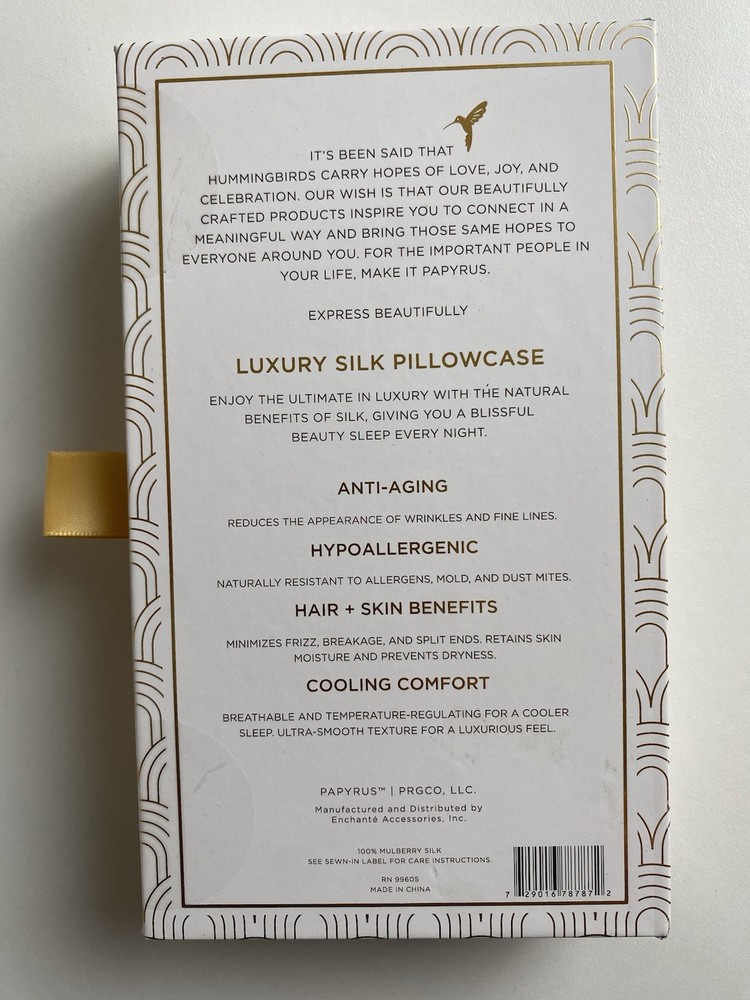 IT'S BEEN SAID THAT
HUMMINGBIRDS CARRY HOPES OF LOVE, JOY, AND
CELEBRATION. OUR WISH IS THAT OUR BEAUTIFULLY
CRAFTED PRODUCTS INSPIRE YOU TO CONNECT IN A
MEANINGFUL WAY AND BRING THOSE SAME HOPES TO
EVERYONE AROUND YOU. FOR THE IMPORTANT PEOPLE IN
YOUR LIFE, MAKE IT PAPYRUS.
EXPRESS BEAUTIFULLY
LUXURY SILK PILLOWCASE
ENJOY THE ULTIMATE IN LUXURY WITH THE NATURAL
BENEFITS OF SILK, GIVING YOU A BLISSFUL
BEAUTY SLEEP EVERY NIGHT.
ANTI-AGING
REDUCES THE APPEARANCE OF WRINKLES AND FINE LINES.
HYPOALLERGENIC
NATURALLY RESISTANT TO ALLERGENS, MOLD, AND DUST MITES.
HAIR + SKIN BENEFITS
MINIMIZES FRIZZ, BREAKAGE, AND SPLIT ENDS. RETAINS SKIN
MOISTURE AND PREVENTS DRYNESS.
COOLING COMFORT
BREATHABLE AND TEMPERATURE-REGULATING FOR A COOLER
SLEEP. ULTRA-SMOOTH TEXTURE FOR A LUXURIOUS FEEL.
PAPYRUS™ | PRGCO, LLC.
Manufactured and Distributed by
Enchanté Accessories, Inc.
100% MULBERRY SILK
SEE SEWN-IN LABEL FOR CARE INSTRUCTIONS.
RN 99605
MADE IN CHINA
7 29016 78787 2